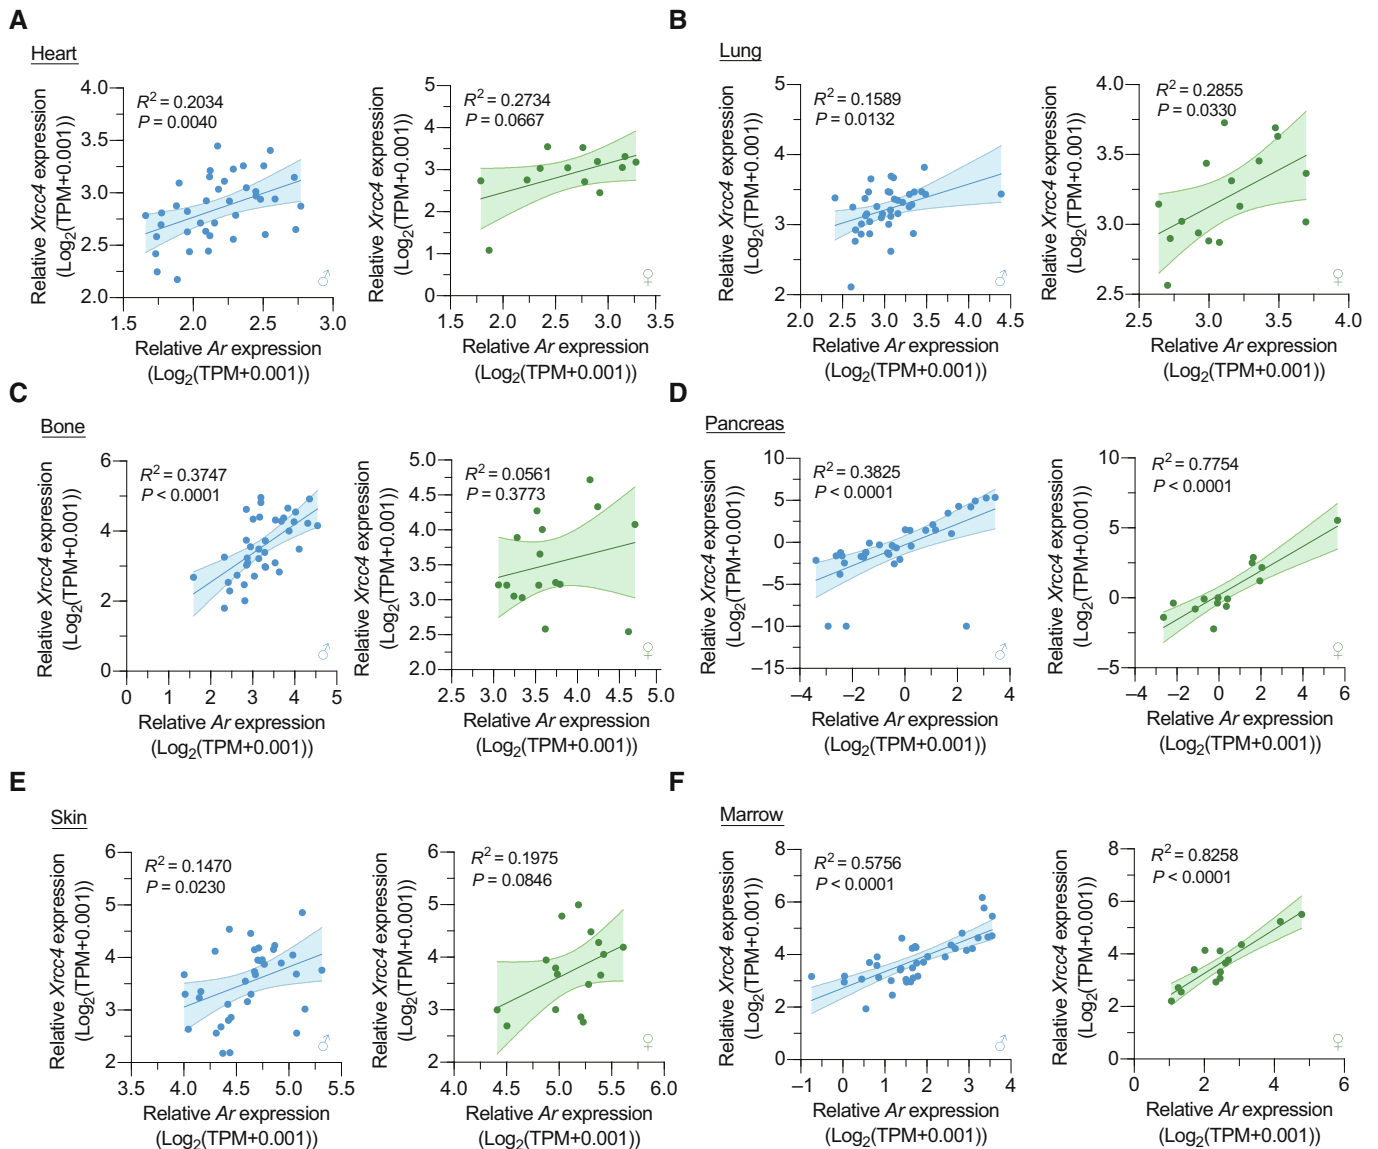 A
Heart
Relative Xrcc4 expression
(Log2(TPM+0.001))
R2 = 0.2034
P = 0.0040
4.0
3.5
3.0
2.5
2.0
1.5 2.0 2.5 3.0
Relative Ar expression
(Log2(TPM+0.001))
♂
Relative Xrcc4 expression
(Log2(TPM+0.001))
R2 = 0.2734
P = 0.0667
5
4
3
2
1
0
1.5 2.0 2.5 3.0 3.5
Relative Ar expression
(Log2(TPM+0.001))
♀
B
Lung
Relative Xrcc4 expression
(Log2(TPM+0.001))
R2 = 0.1589
P = 0.0132
5
4
3
2
2.0 2.5 3.0 3.5 4.0 4.5
Relative Ar expression
(Log2(TPM+0.001))
♂
Relative Xrcc4 expression
(Log2(TPM+0.001))
R2 = 0.2855
P = 0.0330
4.0
3.5
3.0
2.5
2.5 3.0 3.5 4.0
Relative Ar expression
(Log2(TPM+0.001))
♀
C
Bone
Relative Xrcc4 expression
(Log2(TPM+0.001))
R2 = 0.3747
P < 0.0001
6
4
2
0
0 1 2 3 4 5
Relative Ar expression
(Log2(TPM+0.001))
♂
Relative Xrcc4 expression
(Log2(TPM+0.001))
R2 = 0.0561
P = 0.3773
5.0
4.5
4.0
3.5
3.0
2.5
2.0
2.5 3.0 3.5 4.0 4.5 5.0
Relative Ar expression
(Log2(TPM+0.001))
♀
D
Pancreas
Relative Xrcc4 expression
(Log2(TPM+0.001))
R2 = 0.3825
P < 0.0001
10
5
0
–5
–10
–15
–4 –2 0 2 4
Relative Ar expression
(Log2(TPM+0.001))
♂
Relative Xrcc4 expression
(Log2(TPM+0.001))
R2 = 0.7754
P < 0.0001
10
5
0
–5
–4 –2 0 2 4 6
Relative Ar expression
(Log2(TPM+0.001))
♀
E
Skin
Relative Xrcc4 expression
(Log2(TPM+0.001))
R2 = 0.1470
P = 0.0230
6
5
4
3
2
3.5 4.0 4.5 5.0 5.5
Relative Ar expression
(Log2(TPM+0.001))
♂
Relative Xrcc4 expression
(Log2(TPM+0.001))
R2 = 0.1975
P = 0.0846
6
5
4
3
2
4.0 4.5 5.0 5.5 6.0
Relative Ar expression
(Log2(TPM+0.001))
♀
F
Marrow
Relative Xrcc4 expression
(Log2(TPM+0.001))
R2 = 0.5756
P < 0.0001
8
6
4
2
0
–1 0 1 2 3 4
Relative Ar expression
(Log2(TPM+0.001))
♂
Relative Xrcc4 expression
(Log2(TPM+0.001))
R2 = 0.8258
P < 0.0001
8
6
4
2
0
0 2 4 6
Relative Ar expression
(Log2(TPM+0.001))
♀